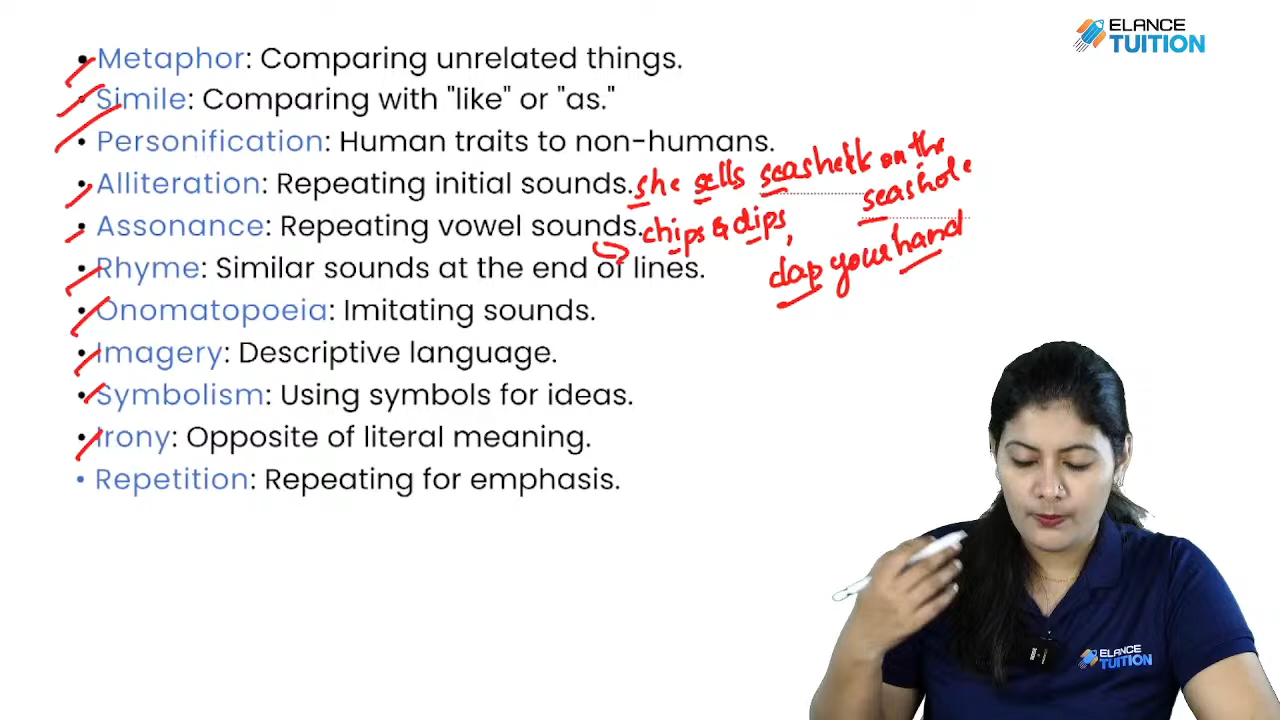 ELANCE
TUITION
• Metaphor: Comparing unrelated things.
• Simile: Comparing with "like" or "as."
• Personification: Human traits to non-humans.
• Alliteration: Repeating initial sounds. she sells seashells on the
seashole
• Assonance: Repeating vowel sounds. chips & dips,
clap your hand
• Rhyme: Similar sounds at the end of lines.
• Onomatopoeia: Imitating sounds.
• Imagery: Descriptive language.
• Symbolism: Using symbols for ideas.
• Irony: Opposite of literal meaning.
• Repetition: Repeating for emphasis.
ELANCE
TUITION